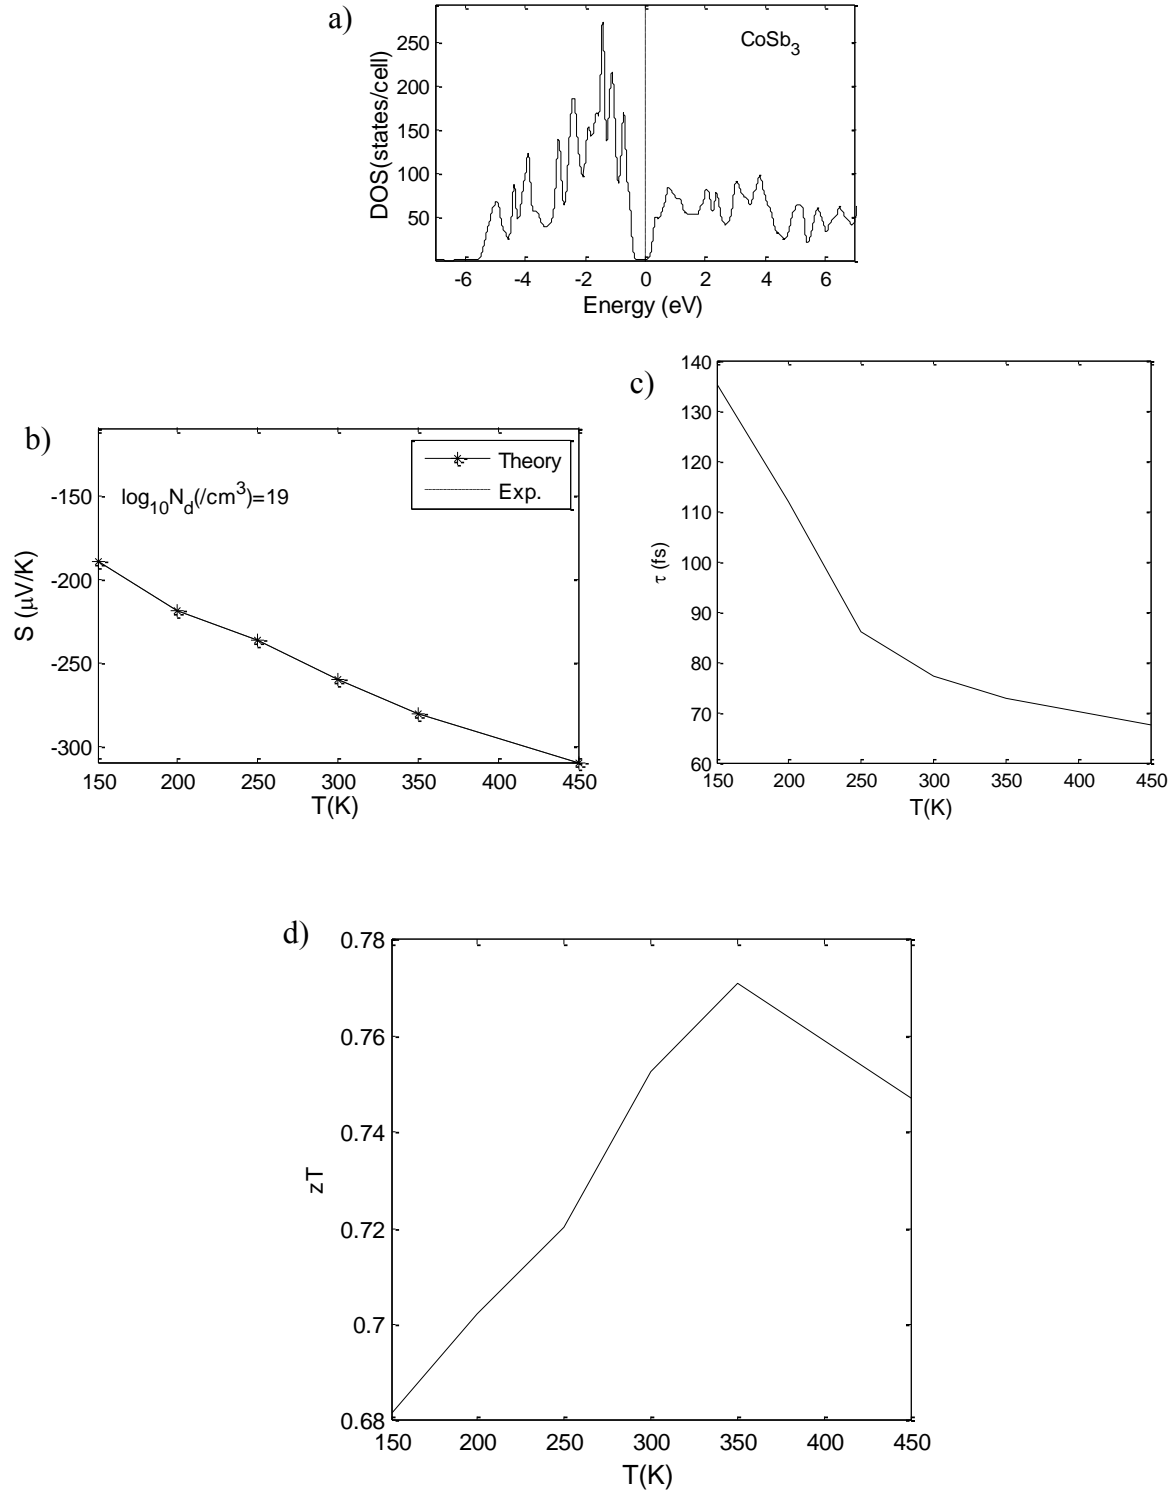 a)
CoSb3
DOS(states/cell)
250
200
150
100
50
-6 -4 -2 0 2 4 6
Energy (eV)
b)
log10Nd(/cm3)=19
Theory
Exp.
S (μV/K)
-150
-200
-250
-300
150 200 250 300 350 400 450
T(K)
c)
τ (fs)
140
130
120
110
100
90
80
70
60
150 200 250 300 350 400 450
T(K)
d)
zT
0.78
0.76
0.74
0.72
0.7
0.68
150 200 250 300 350 400 450
T(K)